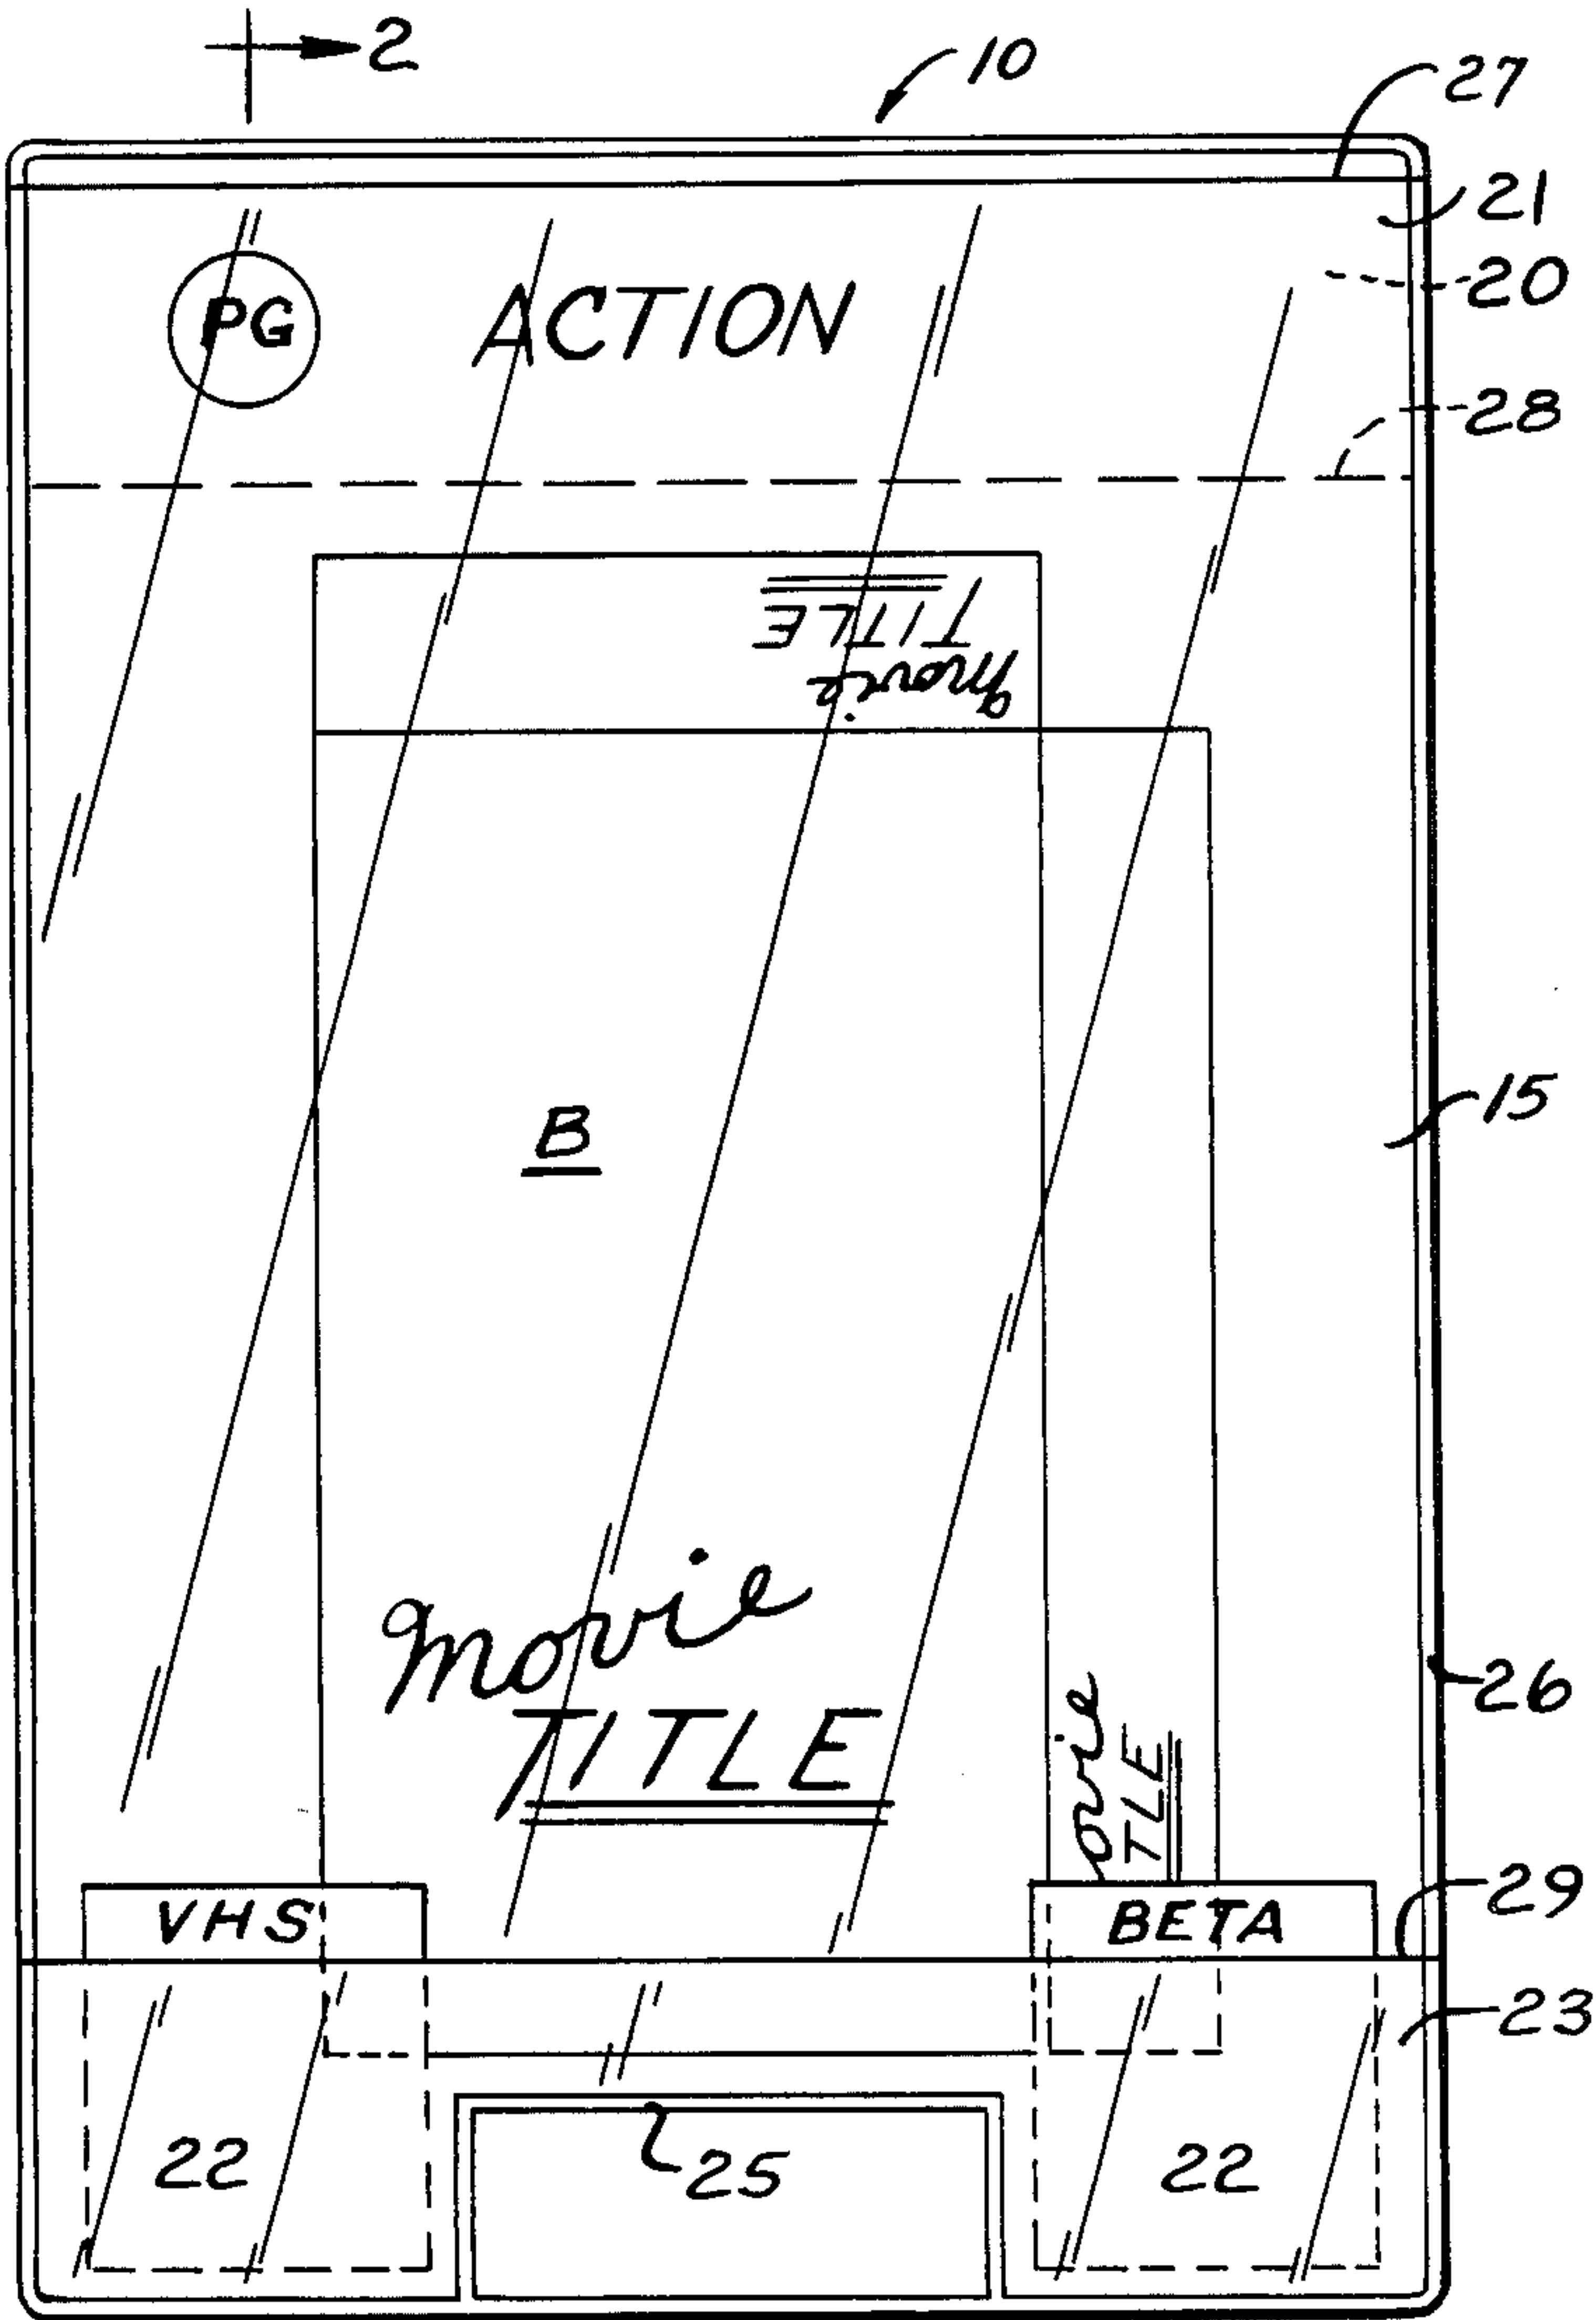 2
10
27
21
PG ACTION
20
28
Movie
TITLE
B
15
Movie
TITLE
26
ovie
TLE
VHS
BETA
29
23
22
25
22